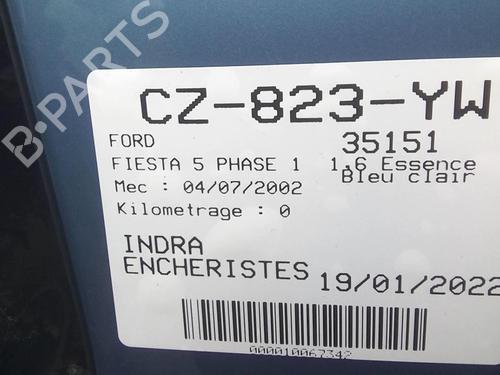 CZ-823-YW
FORD 35151
FIESTA 5 PHASE 1 1.6 Essence
Bleu clair
Mec : 04/07/2002
Kilometrage : 0
INDRA
ENCHERISTES 19/01/2022
000010067342
B-PARTS